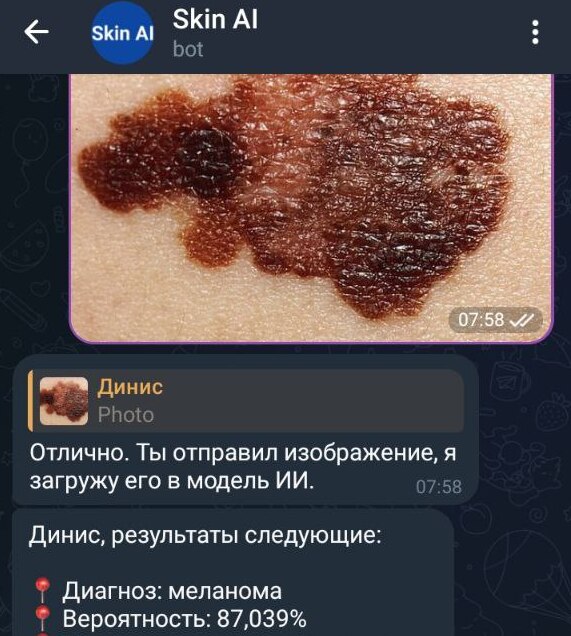 Skin AI
Skin AI
bot
07:58
Динис
Photo
Отлично. Ты отправил изображение, я
загружу его в модель ИИ.
07:58
Динис, результаты следующие:
📍 Диагноз: меланома
📍 Вероятность: 87,039%